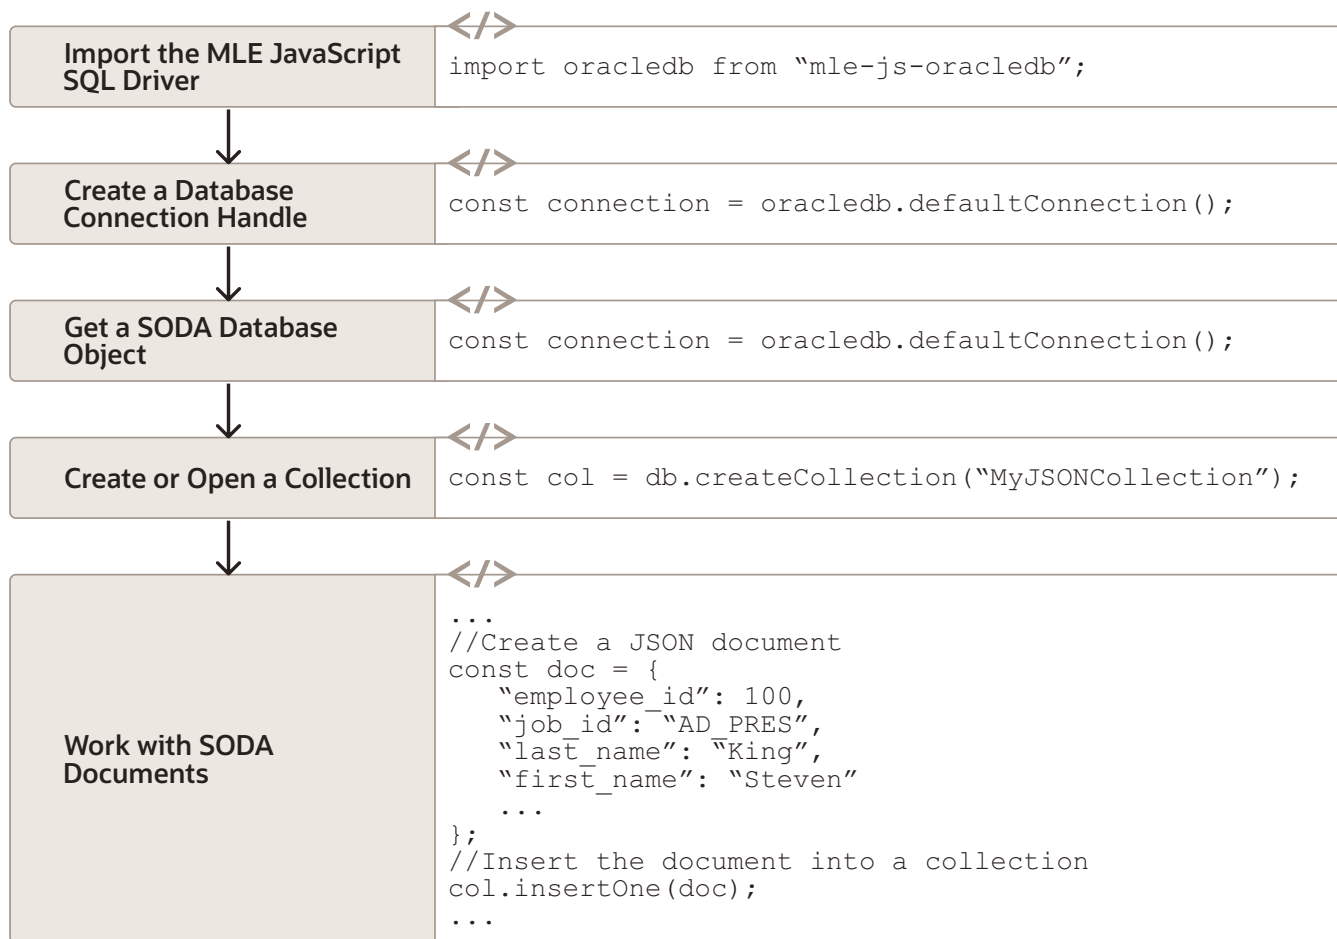 </>
Import the MLE JavaScript
SQL Driver
import oracledb from “mle-js-oracledb”;
</>
Create a Database
Connection Handle
const connection = oracledb.defaultConnection();
</>
Get a SODA Database
Object
const connection = oracledb.defaultConnection();
</>
Create or Open a Collection
const col = db.createCollection(“MyJSONCollection”);
</>
Work with SODA
Documents
...
//Create a JSON document
const doc = {
“employee_id”: 100,
“job_id”: “AD_PRES”,
“last_name”: “King”,
“first_name”: “Steven”
...
};
//Insert the document into a collection
col.insertOne(doc);
...